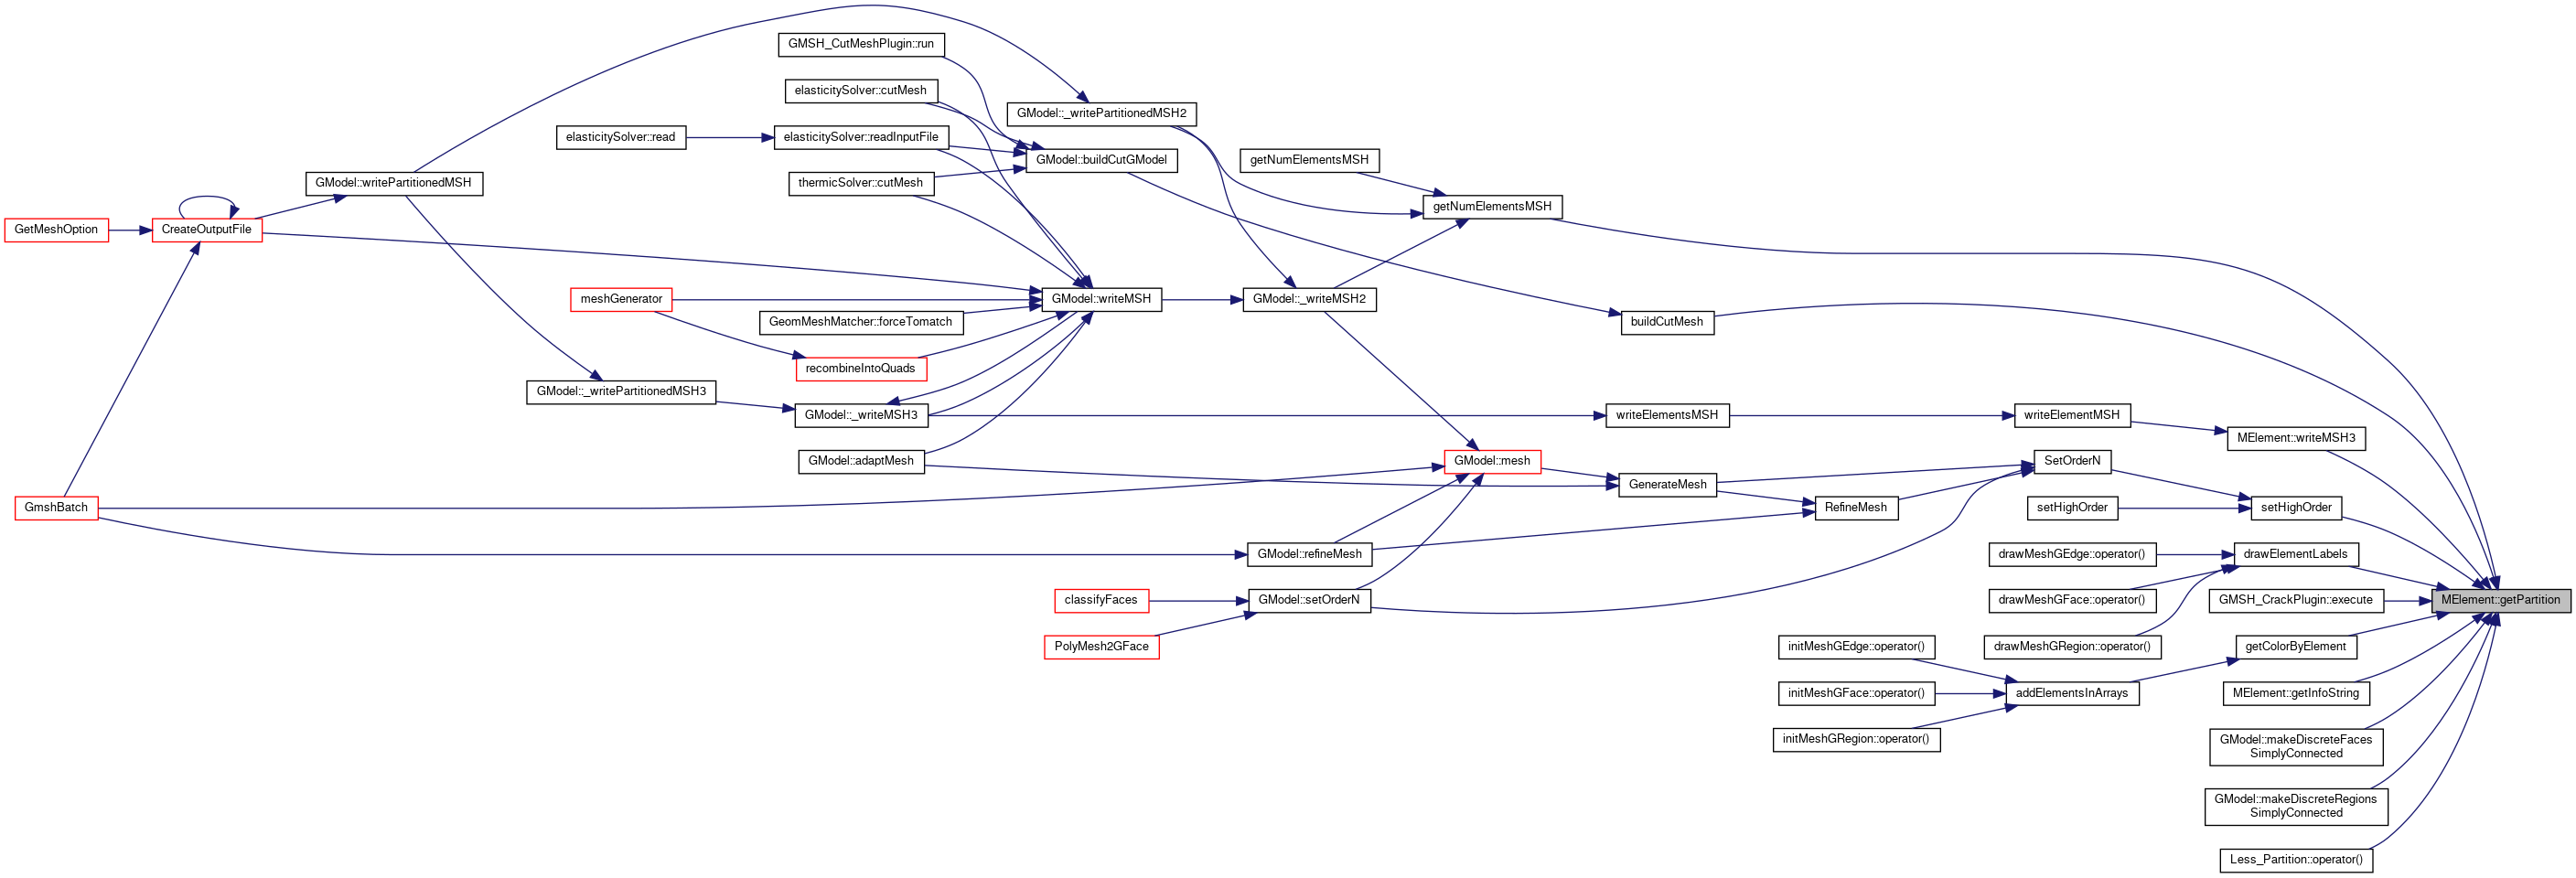 GMSH_CutMeshPlugin::run
elasticitySolver::cutMesh
GModel::_writePartitionedMSH2
elasticitySolver::read
elasticitySolver::readInputFile
GModel::buildCutGModel
getNumElementsMSH
GModel::writePartitionedMSH
thermicSolver::cutMesh
getNumElementsMSH
GetMeshOption
CreateOutputFile
meshGenerator
GModel::writeMSH
GModel::_writeMSH2
GeomMeshMatcher::forceTomatch
buildCutMesh
recombineIntoQuads
GModel::_writePartitionedMSH3
GModel::_writeMSH3
writeElementsMSH
writeElementMSH
MElement::writeMSH3
GModel::adaptMesh
GModel::mesh
SetOrderN
GenerateMesh
GmshBatch
RefineMesh
setHighOrder
setHighOrder
GModel::refineMesh
drawMeshGEdge::operator()
drawElementLabels
classifyFaces
GModel::setOrderN
drawMeshGFace::operator()
GMSH_CrackPlugin::execute
MElement::getPartition
PolyMesh2GFace
initMeshGEdge::operator()
drawMeshGRegion::operator()
getColorByElement
initMeshGFace::operator()
addElementsInArrays
MElement::getInfoString
initMeshGRegion::operator()
GModel::makeDiscreteFaces
SimplyConnected
GModel::makeDiscreteRegions
SimplyConnected
Less_Partition::operator()